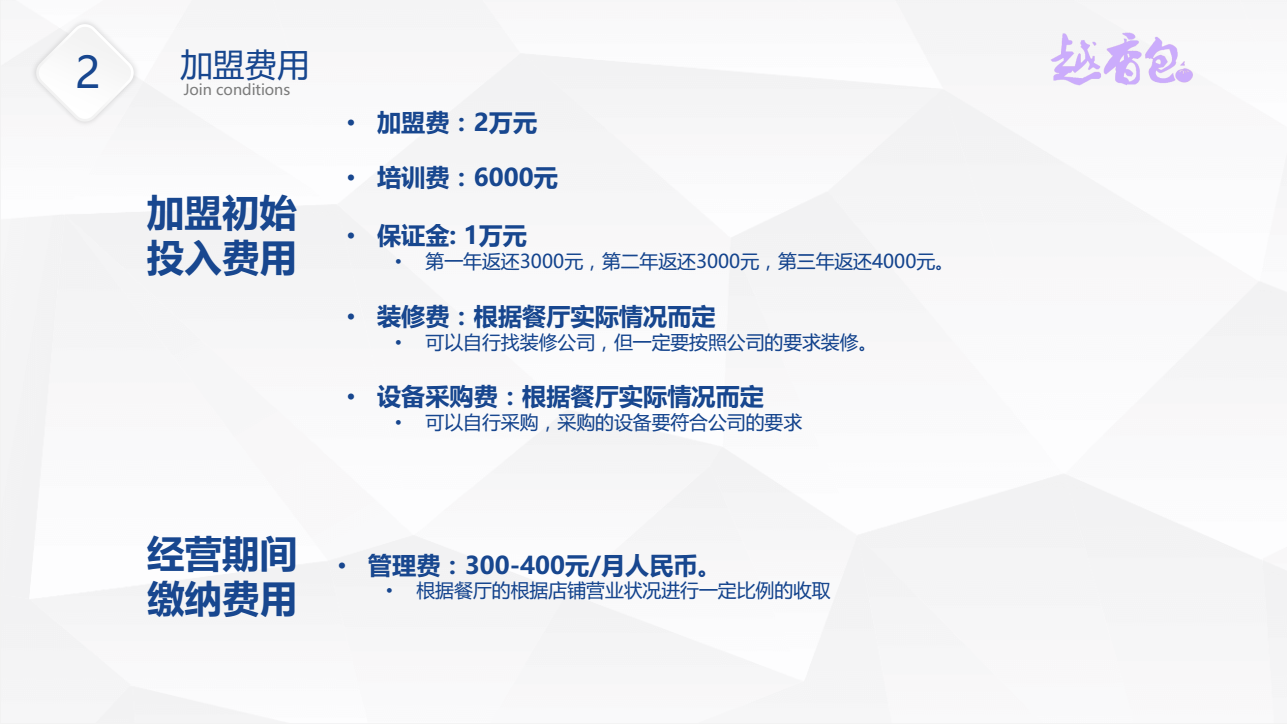 2
加盟费用
Join conditions
越香包
加盟初始
投入费用
• 加盟费：2万元
• 培训费：6000元
• 保证金: 1万元
• 第一年返还3000元，第二年返还3000元，第三年返还4000元。
• 装修费：根据餐厅实际情况而定
• 可以自行找装修公司，但一定要按照公司的要求装修。
• 设备采购费：根据餐厅实际情况而定
• 可以自行采购，采购的设备要符合公司的要求
经营期间
缴纳费用
• 管理费：300-400元/月人民币。
• 根据餐厅的根据店铺营业状况进行一定比例的收取